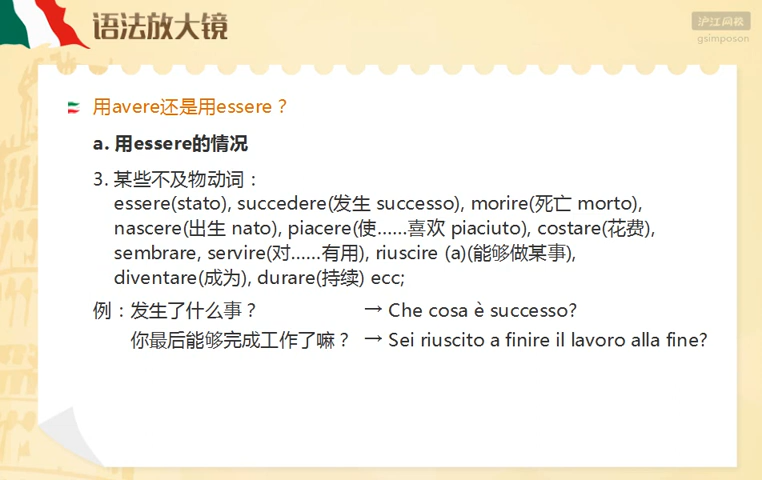 语法放大镜
沪江网校
gsimposon
用avere还是用essere？
a. 用essere的情况
3. 某些不及物动词：
essere(stato), succedere(发生 successo), morire(死亡 morto),
nascere(出生 nato), piacere(使......喜欢 piaciuto), costare(花费),
sembrare, servire(对......有用), riuscire (a)(能够做某事),
diventare(成为), durare(持续) ecc;
例：发生了什么事？ → Che cosa è successo?
你最后能够完成工作了嘛？ → Sei riuscito a finire il lavoro alla fine?